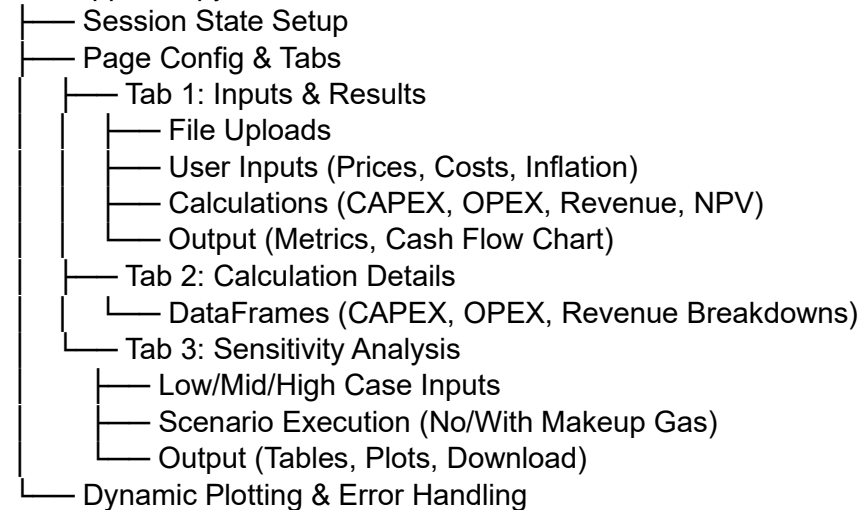 ├── Session State Setup
├── Page Config & Tabs
│   ├── Tab 1: Inputs & Results
│   │   ├── File Uploads
│   │   ├── User Inputs (Prices, Costs, Inflation)
│   │   ├── Calculations (CAPEX, OPEX, Revenue, NPV)
│   │   └── Output (Metrics, Cash Flow Chart)
│   ├── Tab 2: Calculation Details
│   │   └── DataFrames (CAPEX, OPEX, Revenue Breakdowns)
│   └── Tab 3: Sensitivity Analysis
│       ├── Low/Mid/High Case Inputs
│       ├── Scenario Execution (No/With Makeup Gas)
│       └── Output (Tables, Plots, Download)
└── Dynamic Plotting & Error Handling